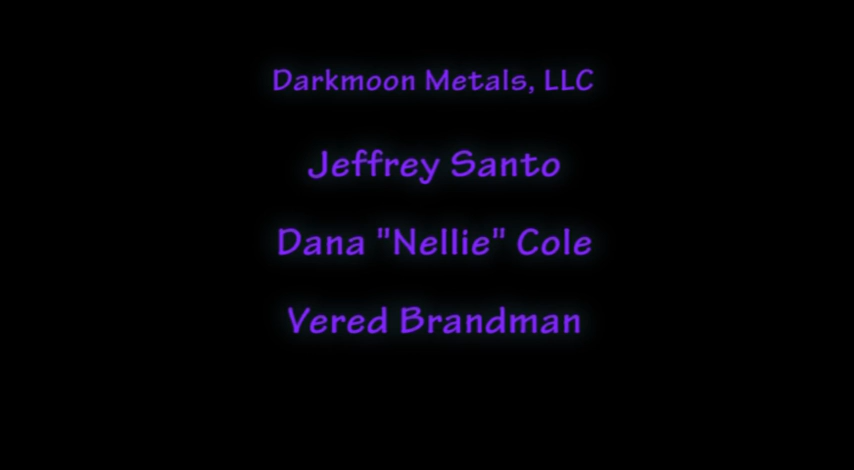 Darkmoon Metals, LLC
Jeffrey Santo
Dana "Nellie" Cole
Vered Brandman